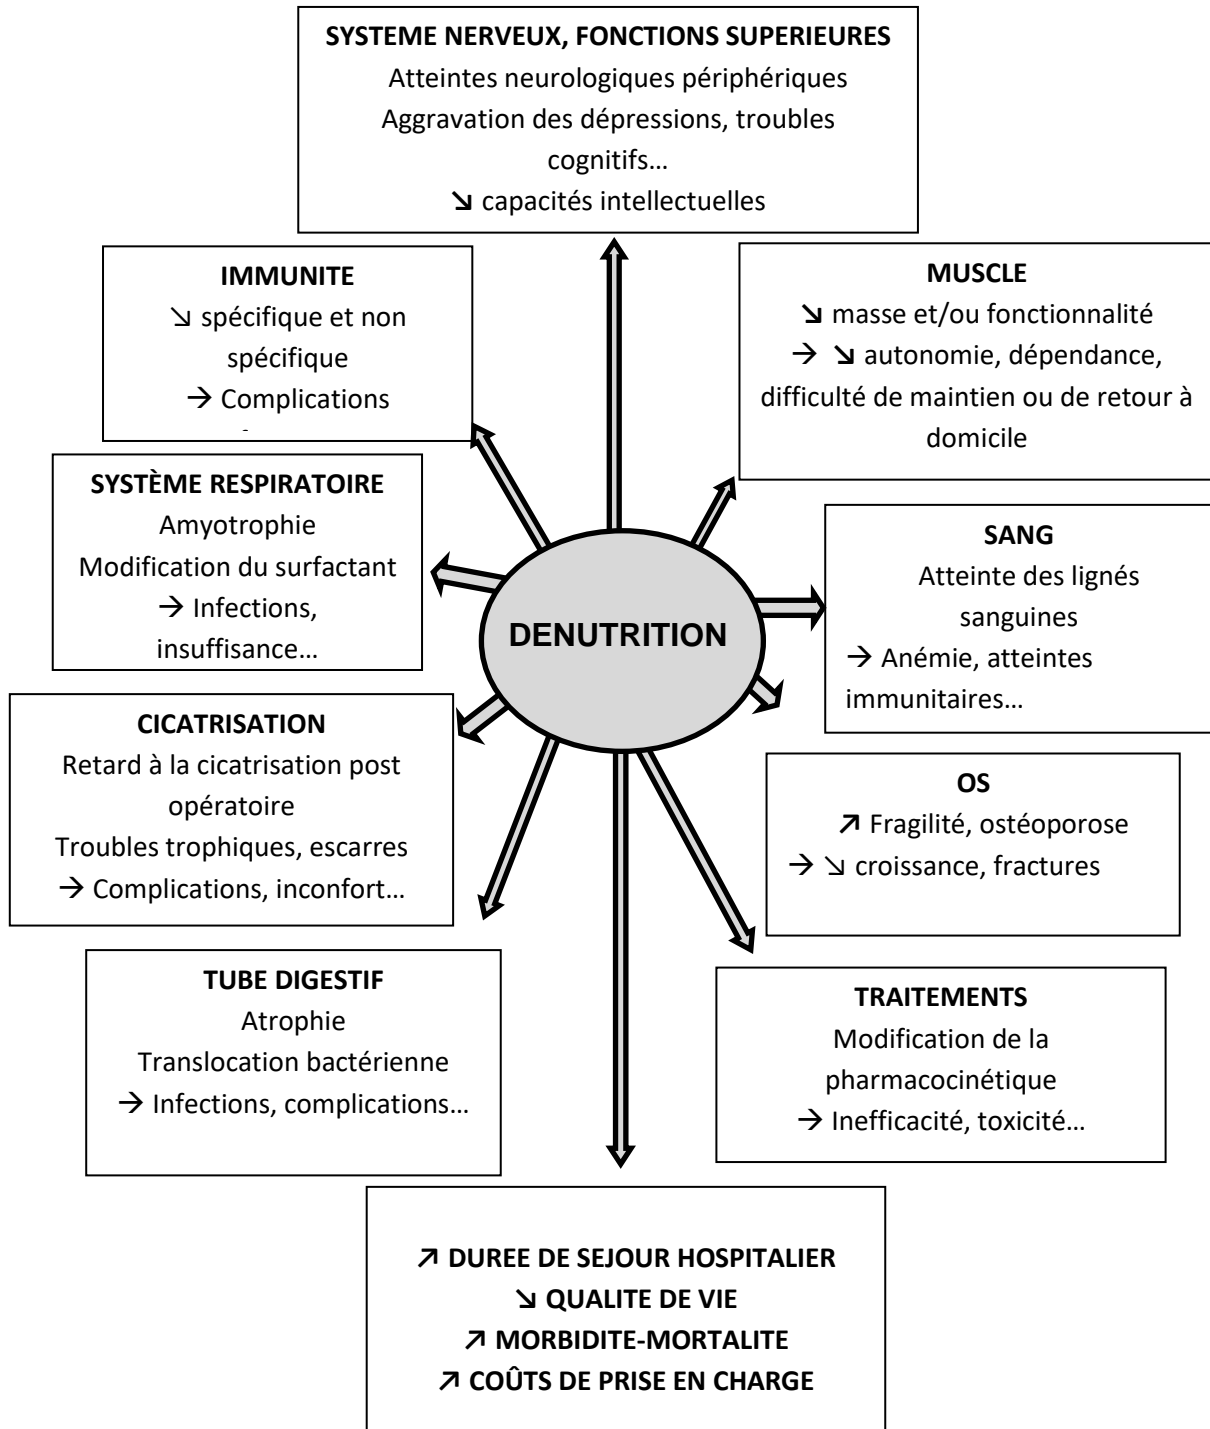 SYSTEME NERVEUX, FONCTIONS SUPERIEURES
Atteintes neurologiques périphériques
Aggravation des dépressions, troubles
cognitifs…
↘ capacités intellectuelles
IMMUNITE
↘ spécifique et non
spécifique
→ Complications
MUSCLE
↘ masse et/ou fonctionnalité
→ ↘ autonomie, dépendance,
difficulté de maintien ou de retour à
domicile
SYSTÈME RESPIRATOIRE
Amyotrophie
Modification du surfactant
→ Infections,
insuffisance…
SANG
Atteinte des lignés
sanguines
→ Anémie, atteintes
immunitaires…
DENUTRITION
CICATRISATION
Retard à la cicatrisation post
opératoire
Troubles trophiques, escarres
→ Complications, inconfort…
OS
↗ Fragilité, ostéoporose
→ ↘ croissance, fractures
TUBE DIGESTIF
Atrophie
Translocation bactérienne
→ Infections, complications…
TRAITEMENTS
Modification de la
pharmacocinétique
→ Inefficacité, toxicité…
↗ DUREE DE SEJOUR HOSPITALIER
↘ QUALITE DE VIE
↗ MORBIDITE-MORTALITE
↗ COÛTS DE PRISE EN CHARGE